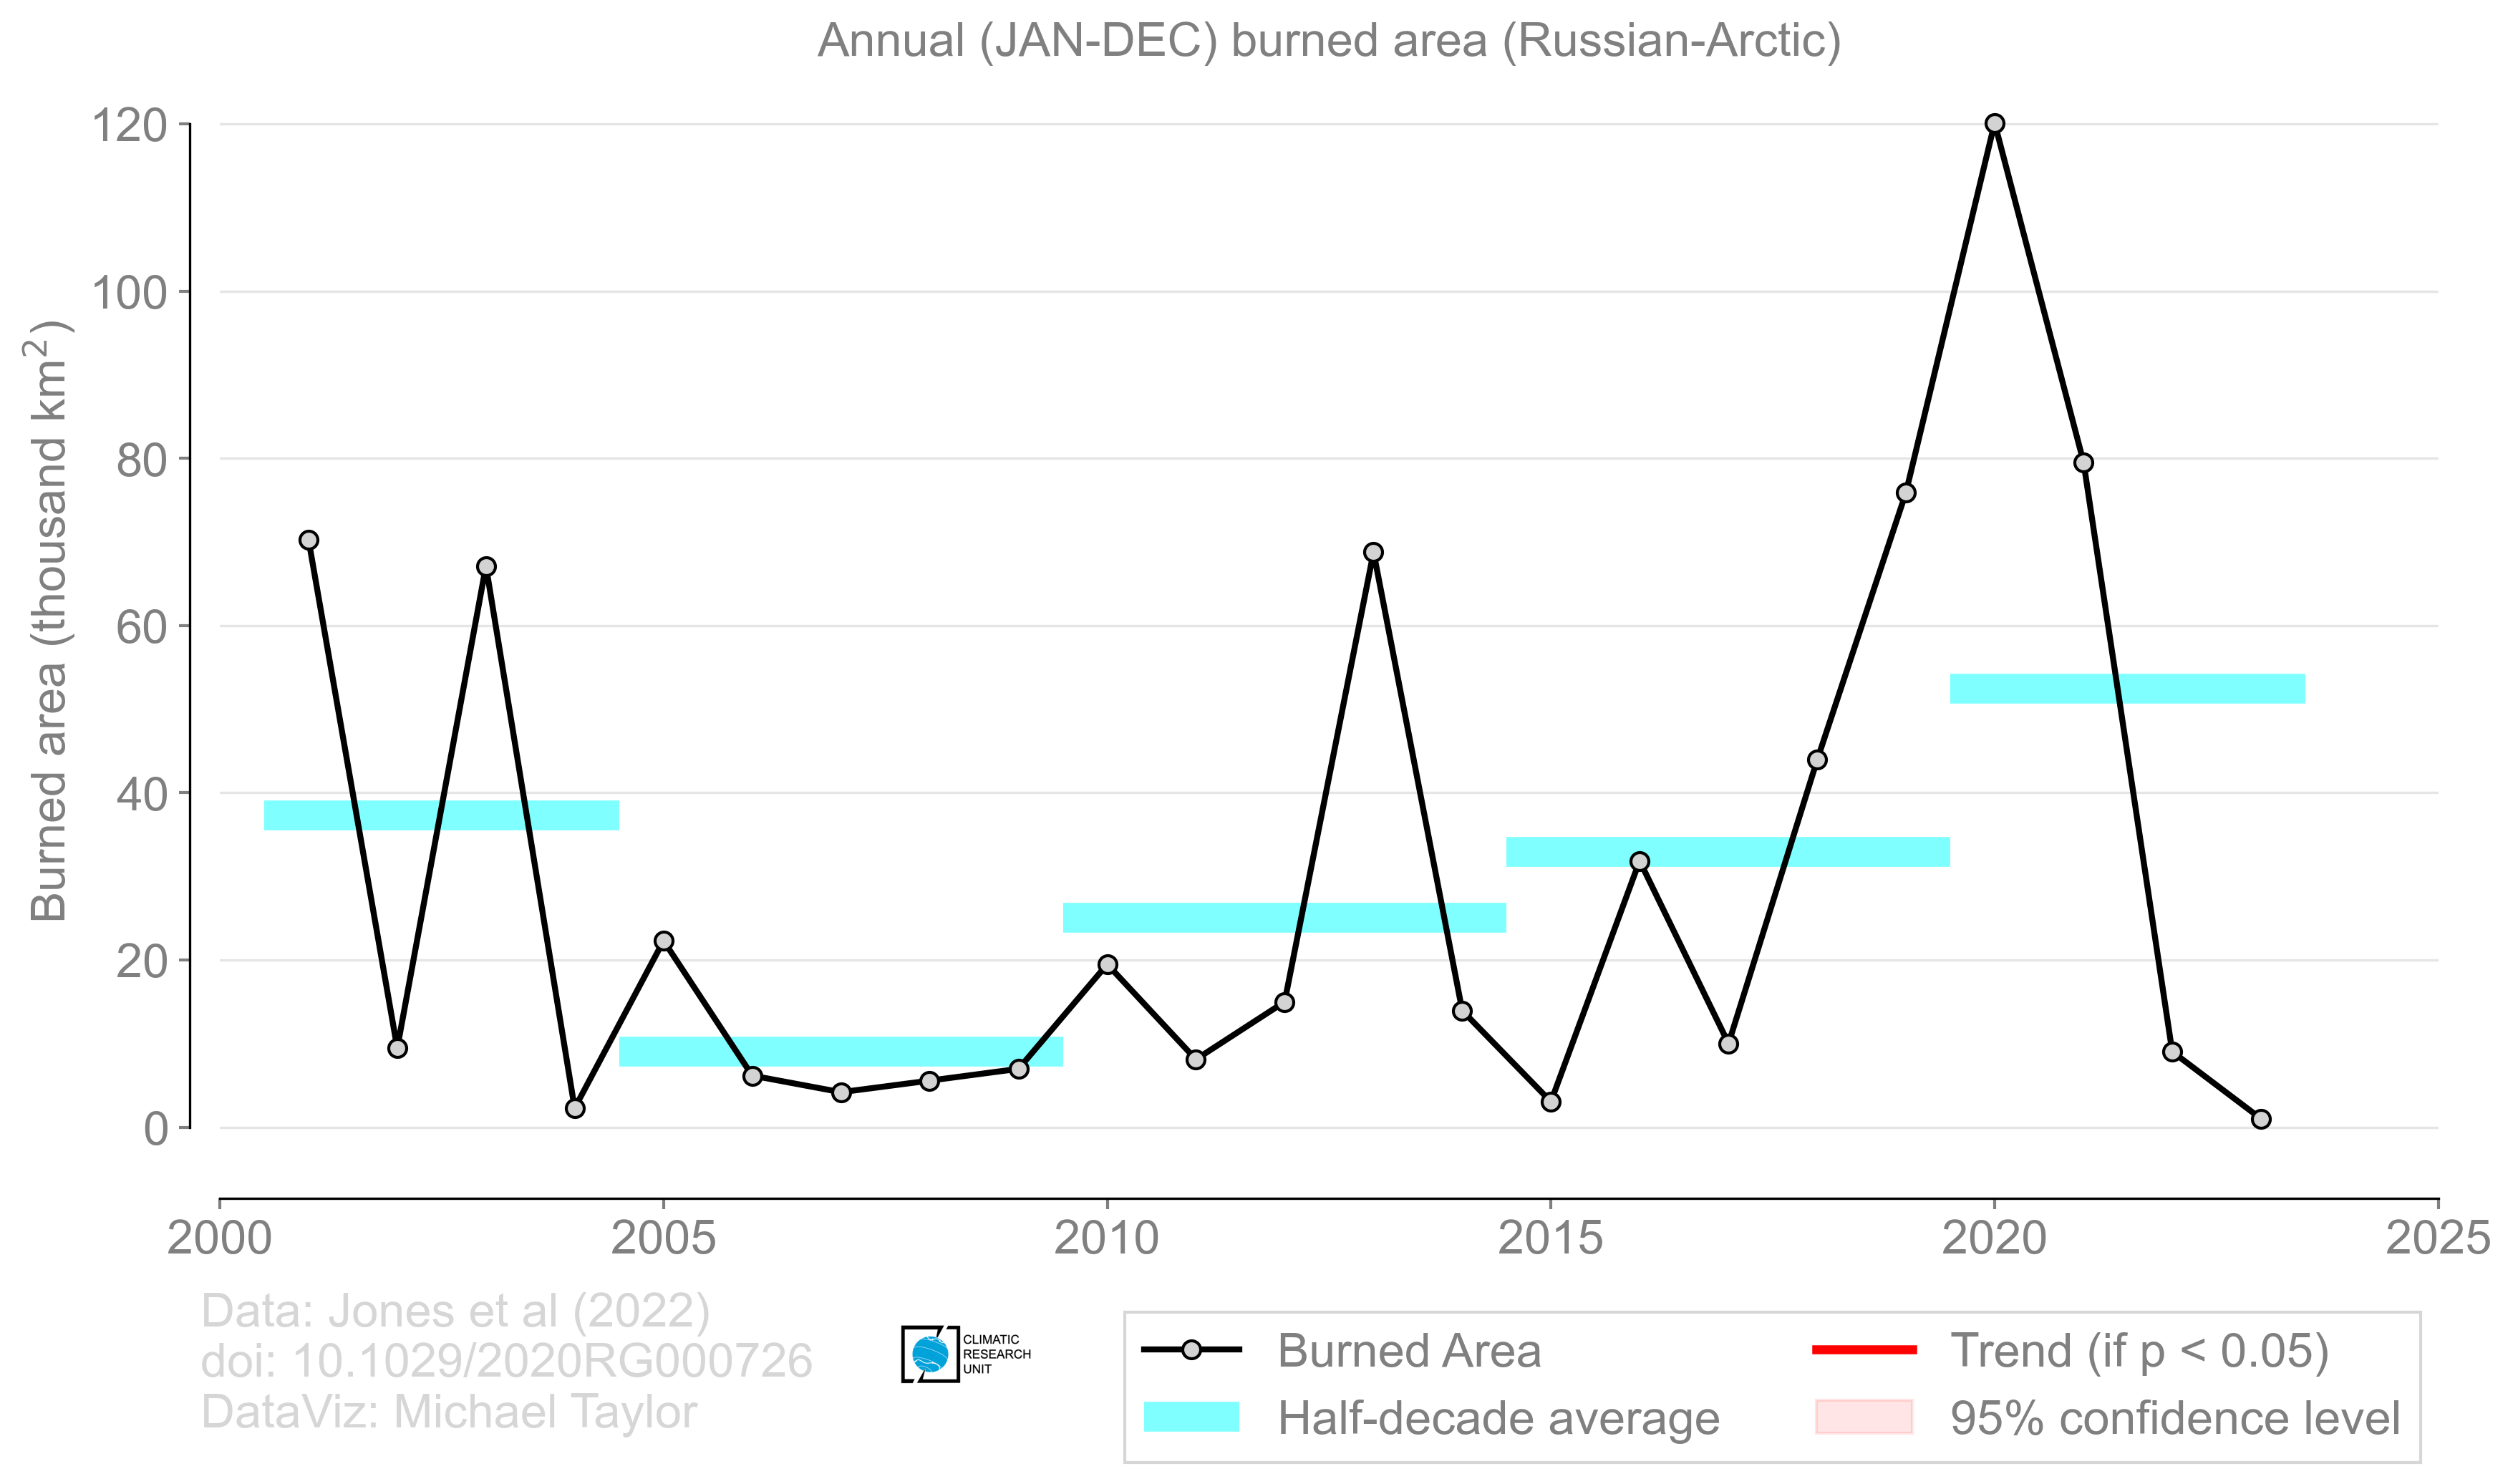 Annual (JAN-DEC) burned area (Russian-Arctic)
Burned area (thousand km²)
120
100
80
60
40
20
0
2000 2005 2010 2015 2020 2025
Data: Jones et al (2022)
doi: 10.1029/2020RG000726
DataViz: Michael Taylor
CLIMATIC
RESEARCH
UNIT
Burned Area
Half-decade average
Trend (if p < 0.05)
95% confidence level